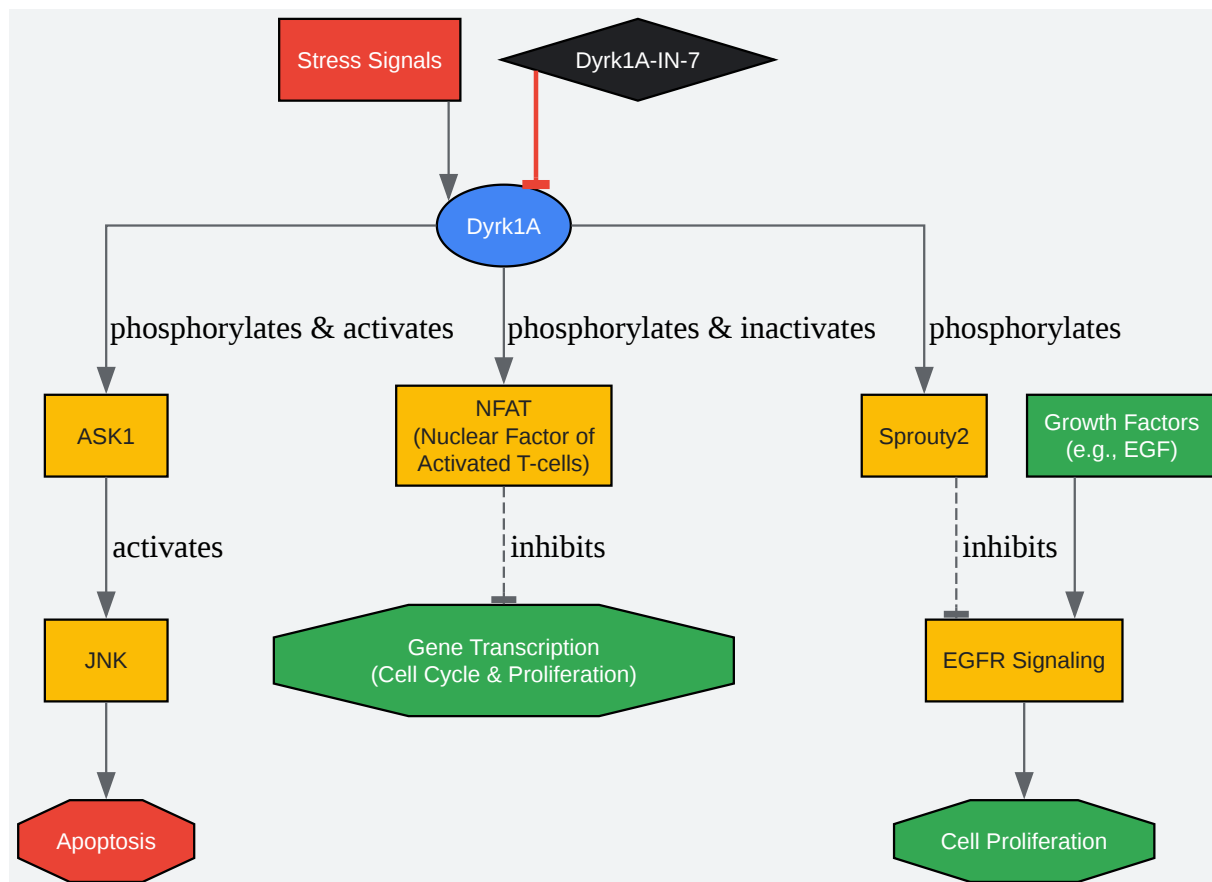 Stress Signals
Dyrk1A-IN-7
Dyrk1A
phosphorylates & activates
phosphorylates & inactivates
phosphorylates
ASK1
NFAT
(Nuclear Factor of
Activated T-cells)
Sprouty2
Growth Factors
(e.g., EGF)
activates
inhibits
inhibits
JNK
Gene Transcription
(Cell Cycle & Proliferation)
EGFR Signaling
Apoptosis
Cell Proliferation